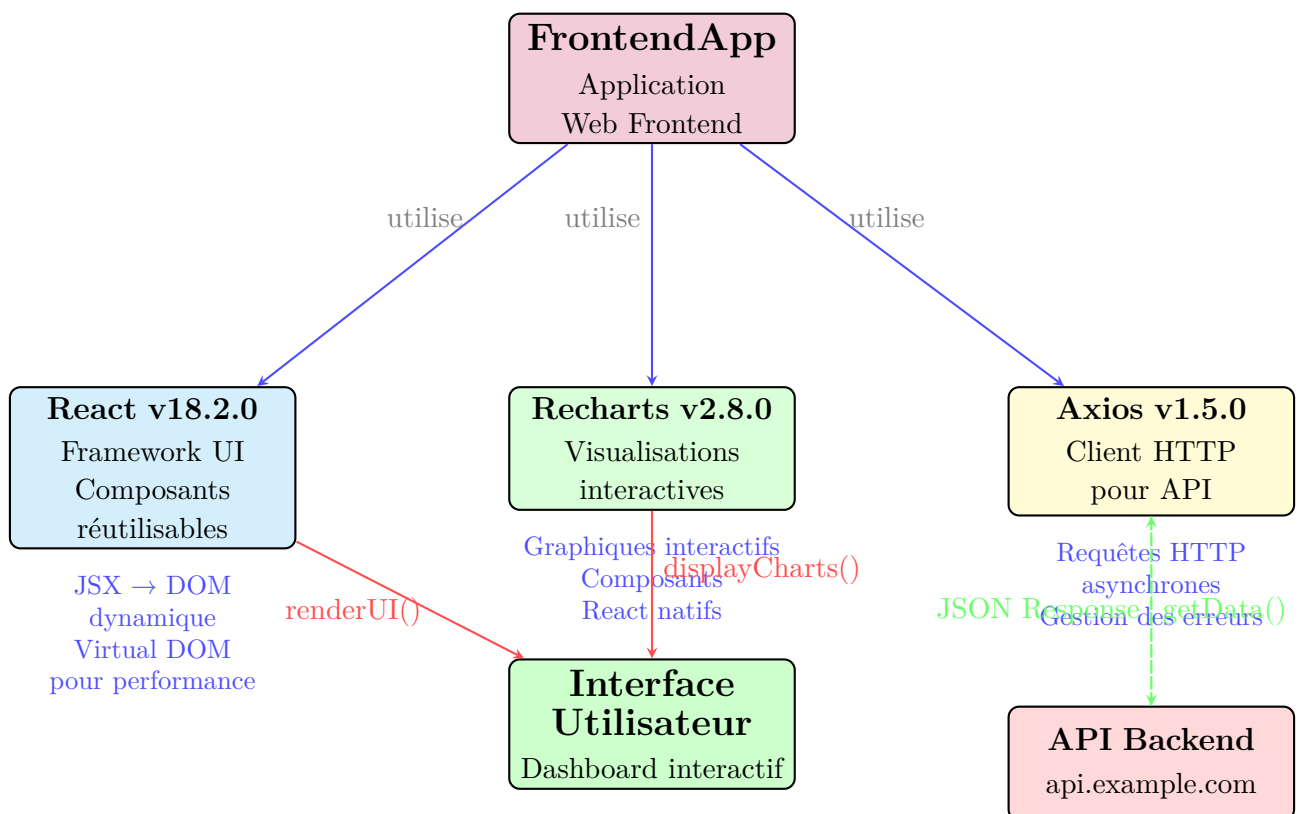 FrontendApp
Application
Web Frontend
utilise
utilise
utilise
React v18.2.0
Framework UI
Composants
réutilisables
Recharts v2.8.0
Visualisations
interactives
Axios v1.5.0
Client HTTP
pour API
JSX → DOM
dynamique
Virtual DOM
pour performance
renderUI()
Graphiques interactifs
Composants
React natifs
displayCharts()
Requêtes HTTP
asynchrones
Gestion des erreurs
JSON Response
getData()
Interface
Utilisateur
Dashboard interactif
API Backend
api.example.com